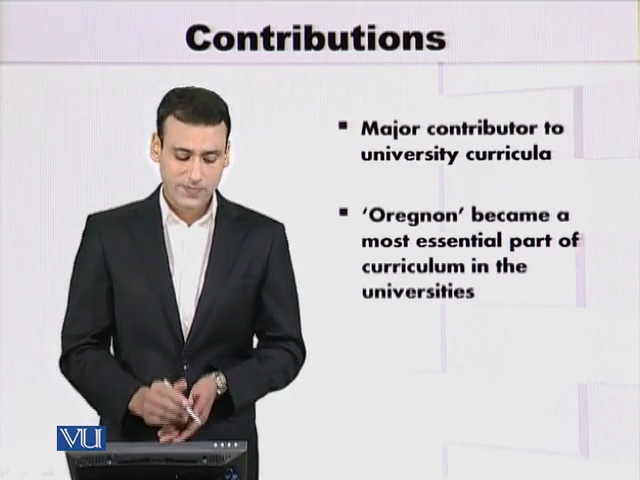 Contributions
Major contributor to
university curricula
‘Oregnon’ became a
most essential part of
curriculum in the
universities
VU